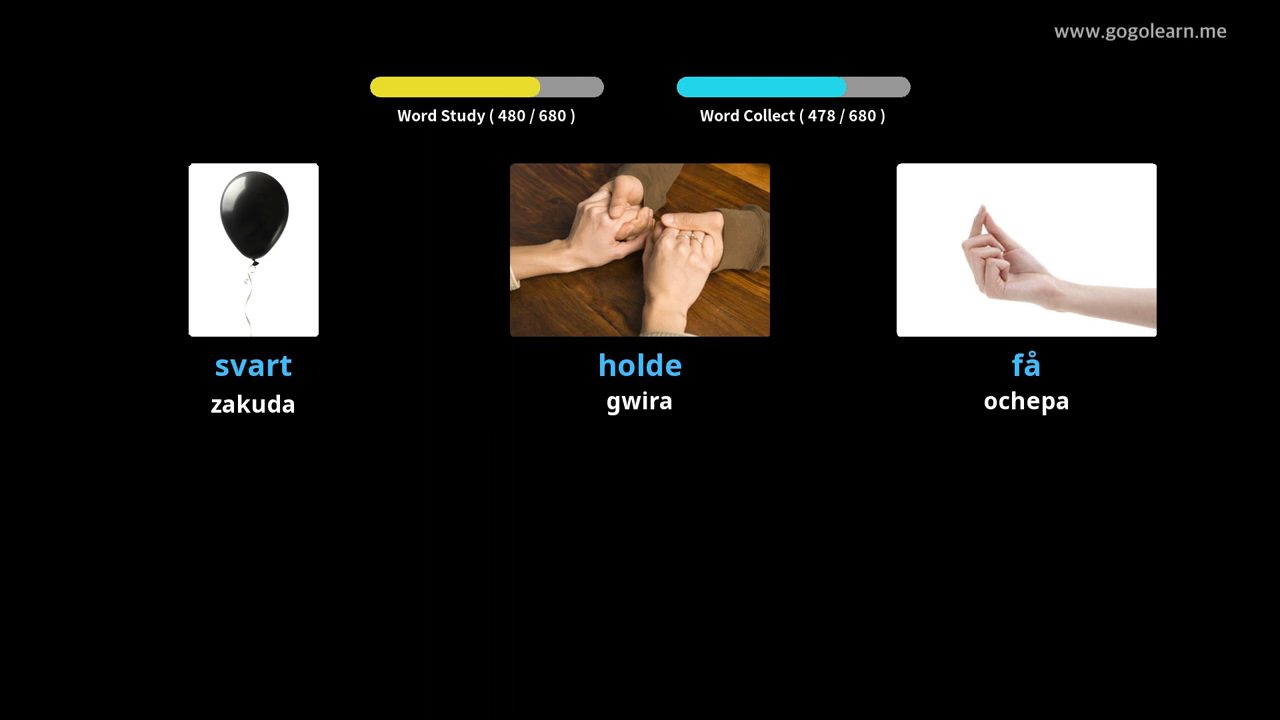 www.gogolearn.me
Word Study ( 480 / 680 )
Word Collect ( 478 / 680 )
svart
zakuda
holde
gwira
få
ochepa